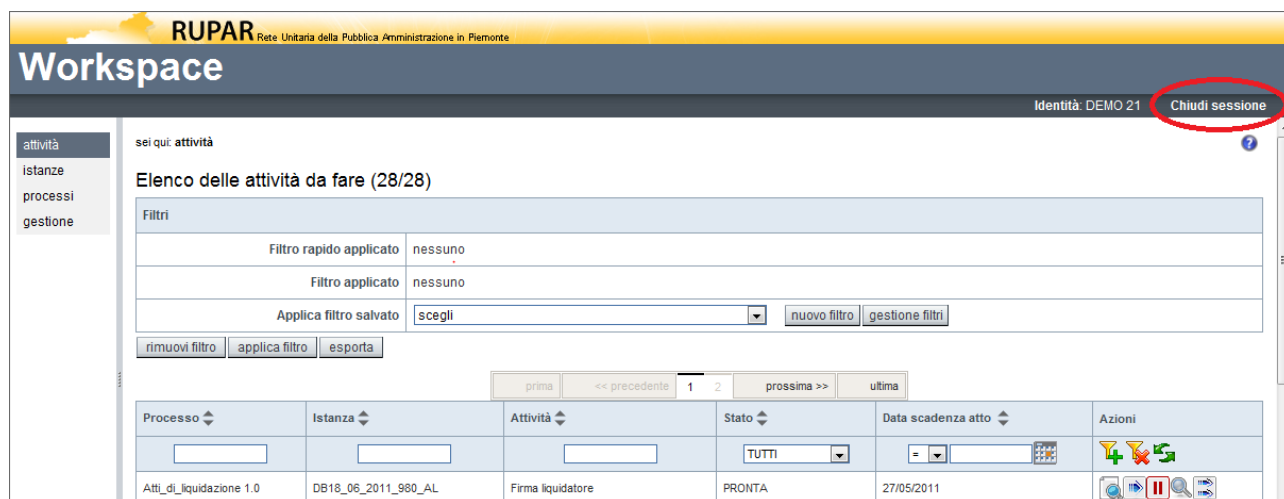 RUPAR Rete Unitaria della Pubblica Amministrazione in Piemonte
Workspace
Identità: DEMO 21 Chiudi sessione
attività
istanze
processi
gestione
sei qui: attività
?
Elenco delle attività da fare (28/28)
Filtri
Filtro rapido applicato nessuno
Filtro applicato nessuno
Applica filtro salvato scegli nuovo filtro gestione filtri
rimuovi filtro applica filtro esporta
prima << precedente 1 2 prossima >> ultima
Processo Istanza Attività Stato Data scadenza atto Azioni
TUTTI =
Atti_di_liquidazione 1.0 DB18_06_2011_980_AL Firma liquidatore PRONTA 27/05/2011